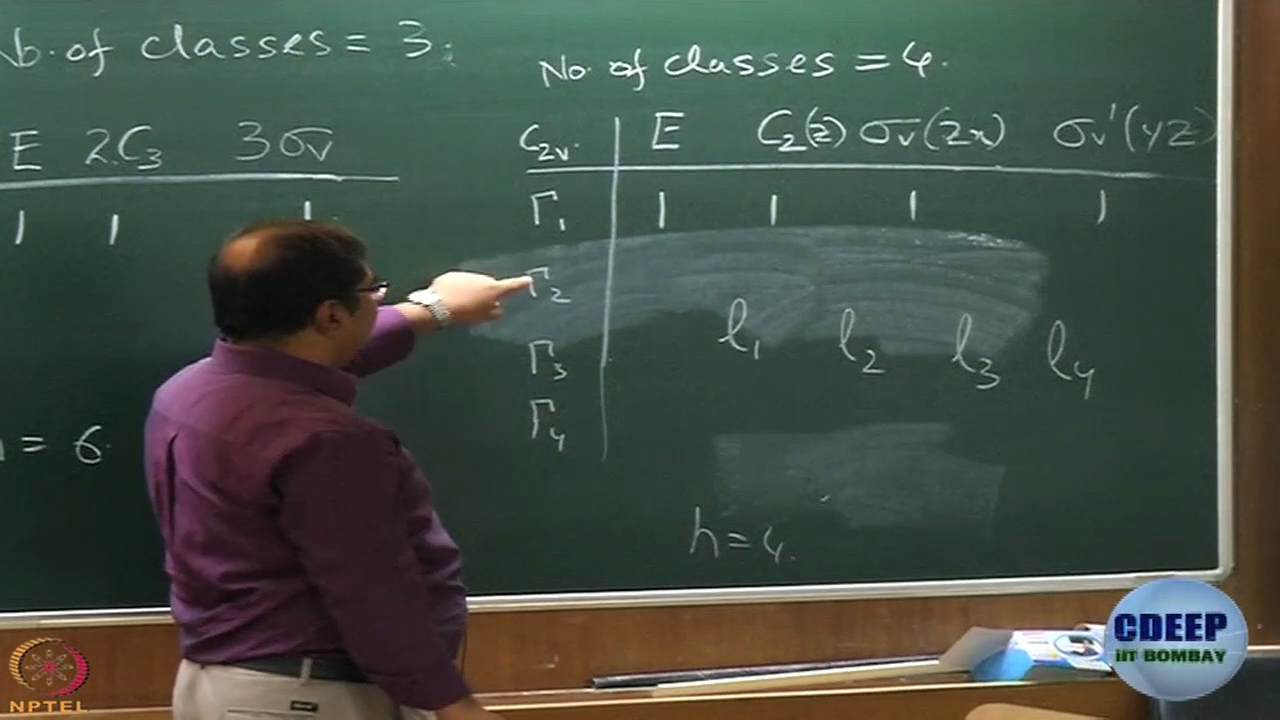 No. of classes = 3.
No. of classes = 4.
E 2C₃ 3σv
C₂v. E C₂(z) σv(zx) σv'(yz)
1 1 1
Γ₁ 1 1 1 1
Γ₂
l₁ l₂ l₃ l₄
Γ₃
Γ₄
= 6.
h = 4.
CDEEP
IIT BOMBAY
NPTEL